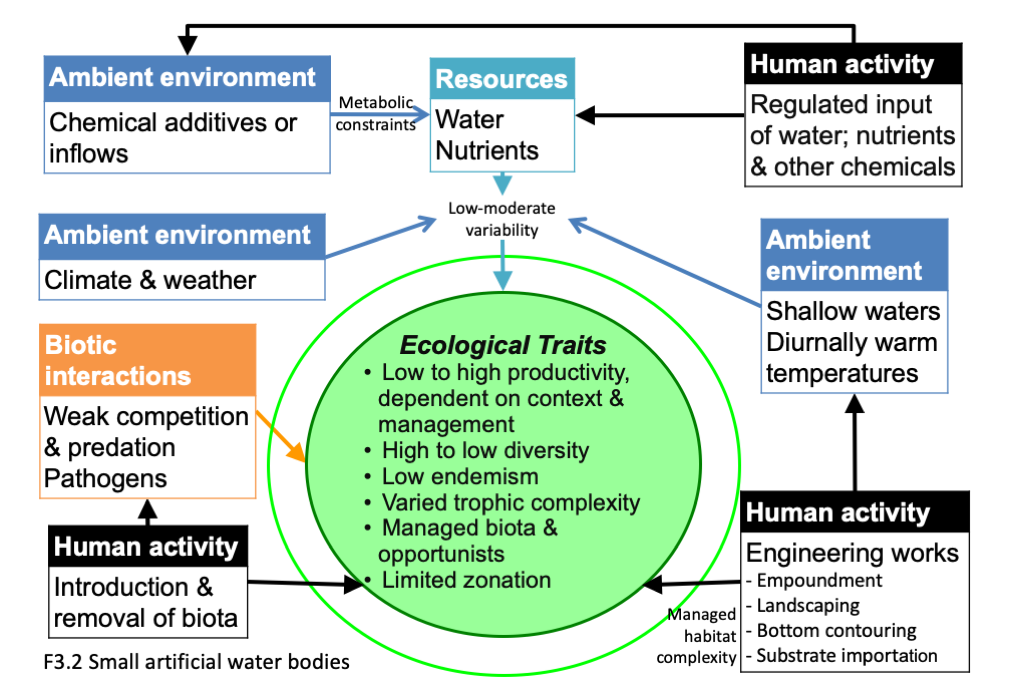 Ambient environment
Chemical additives or
inflows
Metabolic
constraints
Resources
Water
Nutrients
Human activity
Regulated input
of water; nutrients
& other chemicals
Low-moderate
variability
Ambient environment
Climate & weather
Ambient
environment
Shallow waters
Diurnally warm
temperatures
Biotic
interactions
Weak competition
& predation
Pathogens
Ecological Traits
• Low to high productivity,
dependent on context &
management
• High to low diversity
• Low endemism
• Varied trophic complexity
• Managed biota &
opportunists
• Limited zonation
Human activity
Introduction &
removal of biota
Human activity
Engineering works
- Empoundment
- Landscaping
- Bottom contouring
- Substrate importation
Managed
habitat
complexity
F3.2 Small artificial water bodies